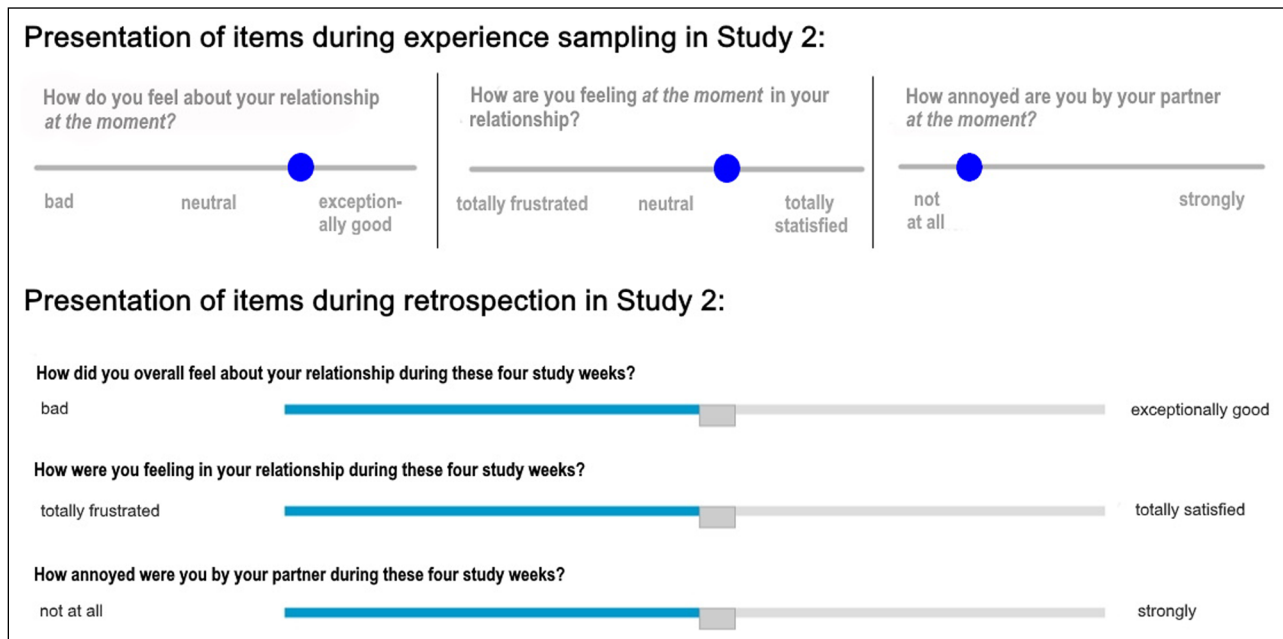 Presentation of items during experience sampling in Study 2:
How do you feel about your relationship
at the moment?
bad
neutral
exception-
ally good
How are you feeling at the moment in your
relationship?
totally frustrated
neutral
totally
statisfied
How annoyed are you by your partner
at the moment?
not
at all
strongly
Presentation of items during retrospection in Study 2:
How did you overall feel about your relationship during these four study weeks?
bad
exceptionally good
How were you feeling in your relationship during these four study weeks?
totally frustrated
totally satisfied
How annoyed were you by your partner during these four study weeks?
not at all
strongly